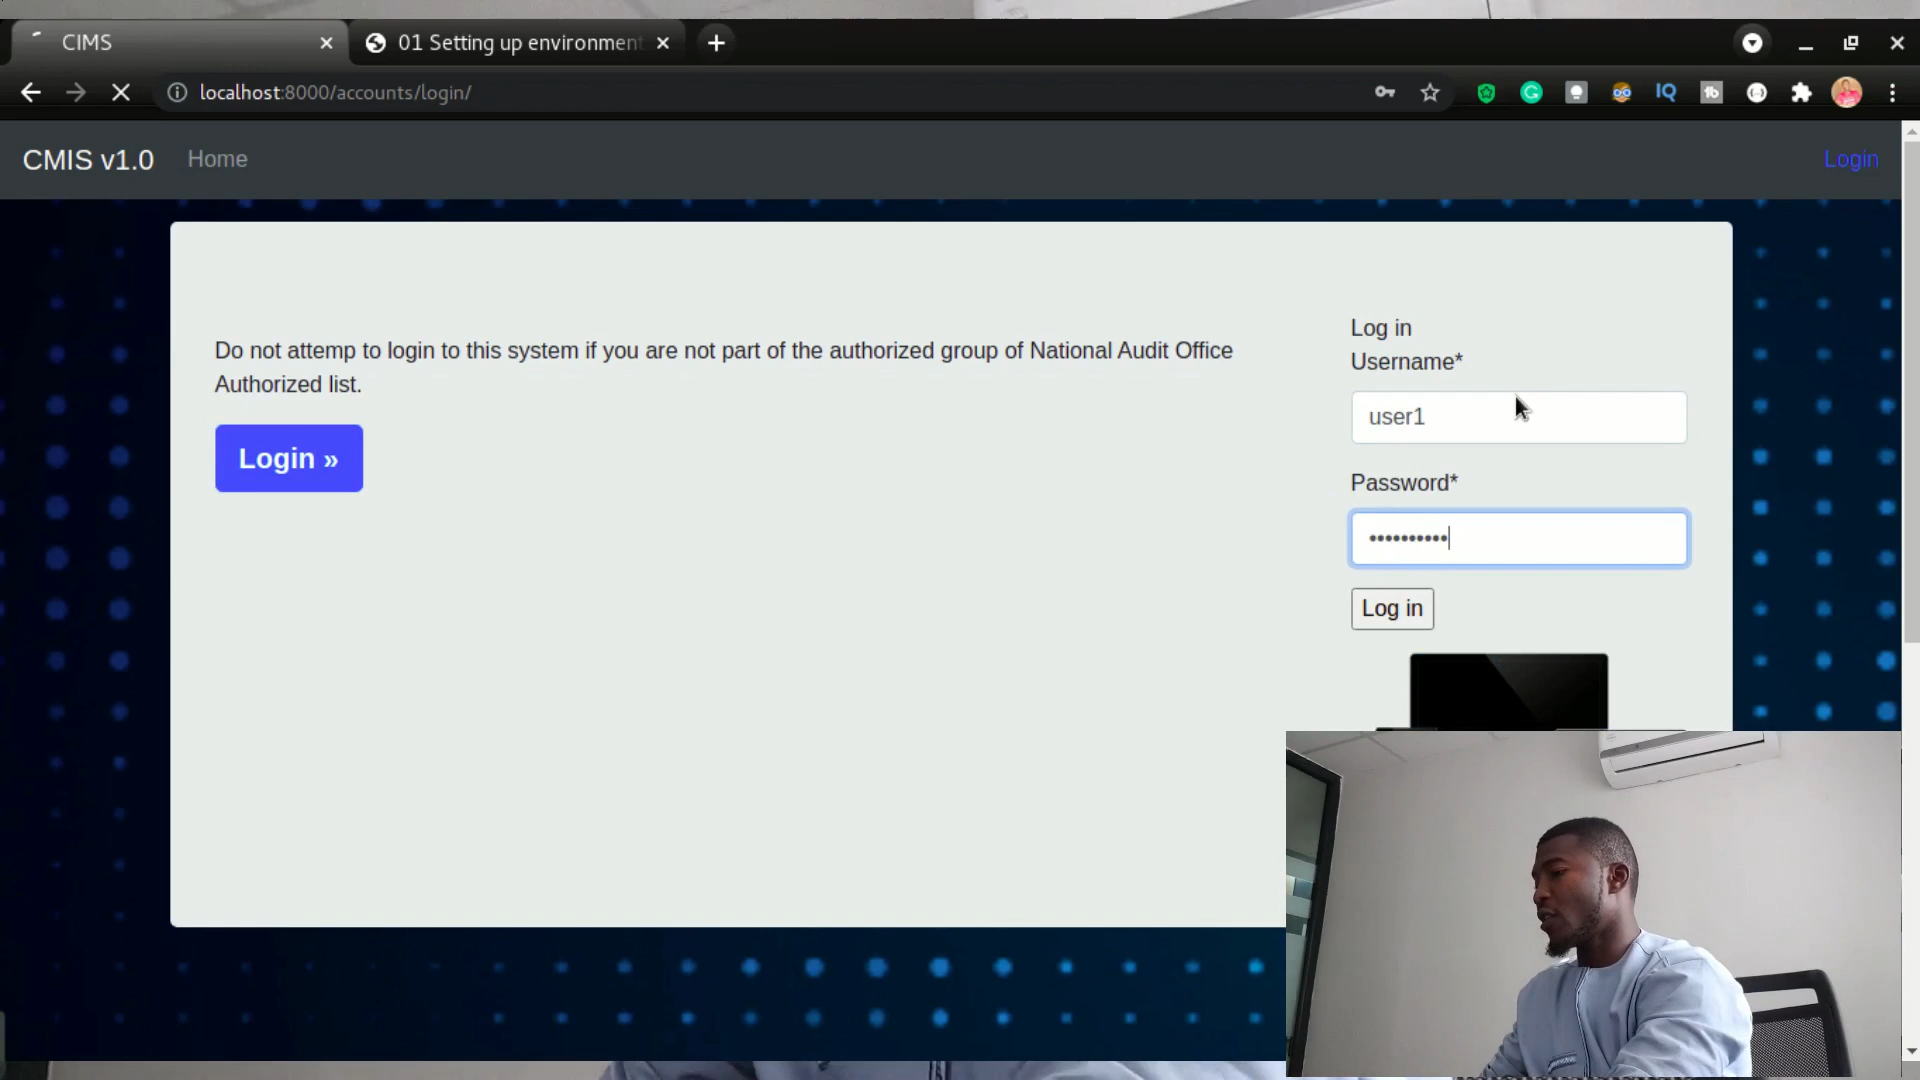 CIMS
01 Setting up environment
localhost:8000/accounts/login/
IQ
CMIS v1.0
Home
Login
Do not attemp to login to this system if you are not part of the authorized group of National Audit Office
Authorized list.
Login »
Log in
Username*
user1
Password*
Log in